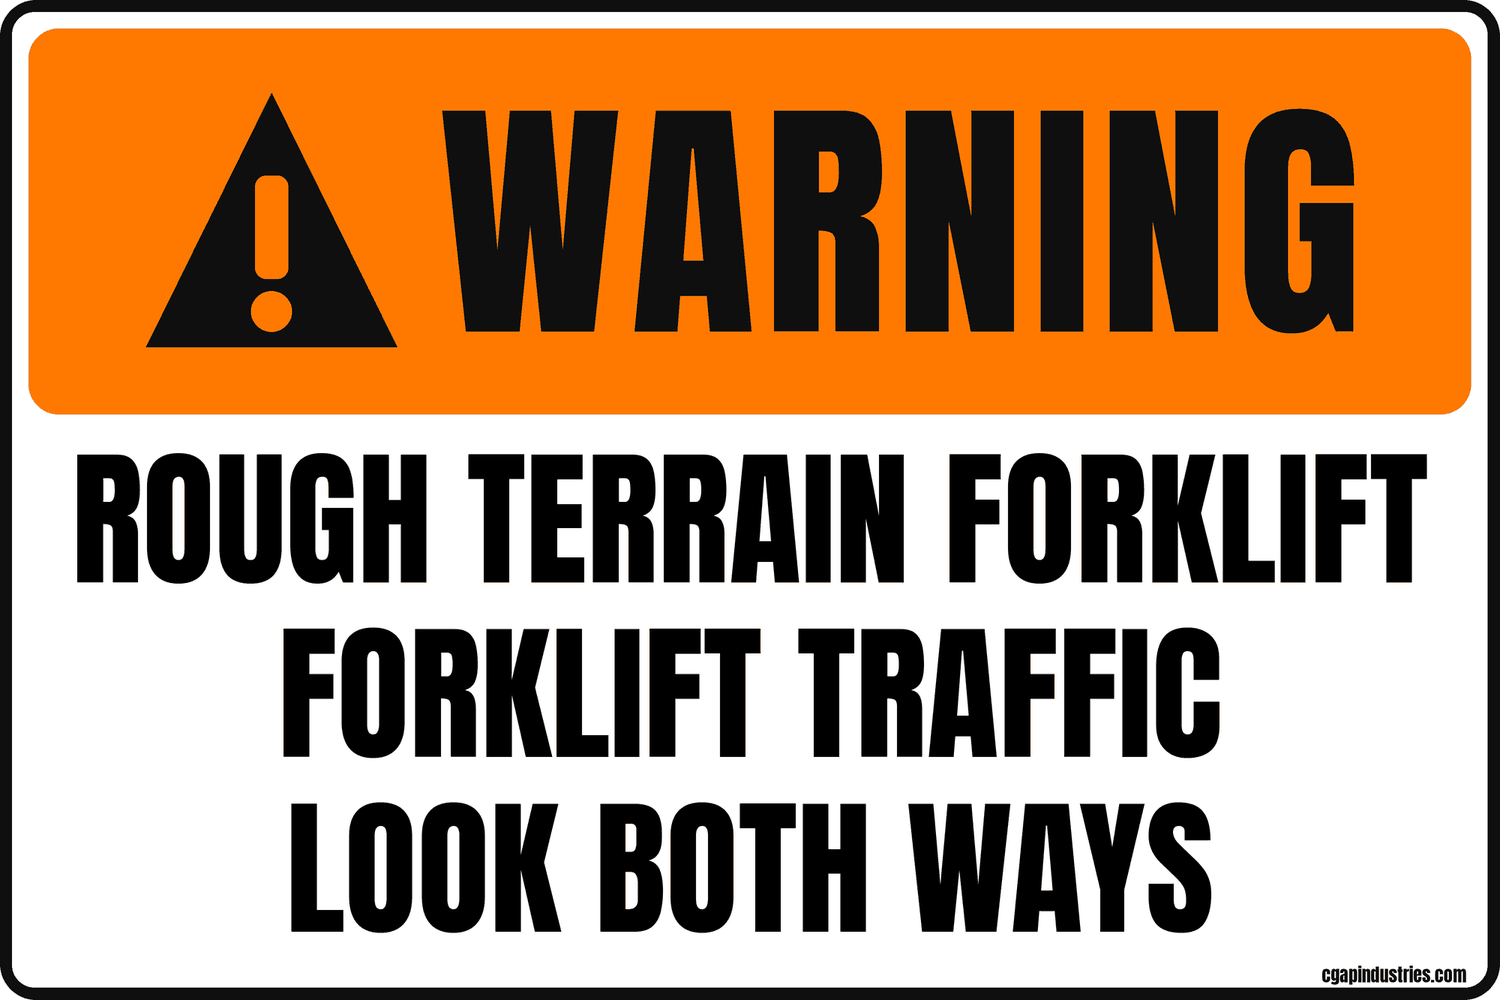 WARNING
ROUGH TERRAIN FORKLIFT
FORKLIFT TRAFFIC
LOOK BOTH WAYS
cgapindustries.com